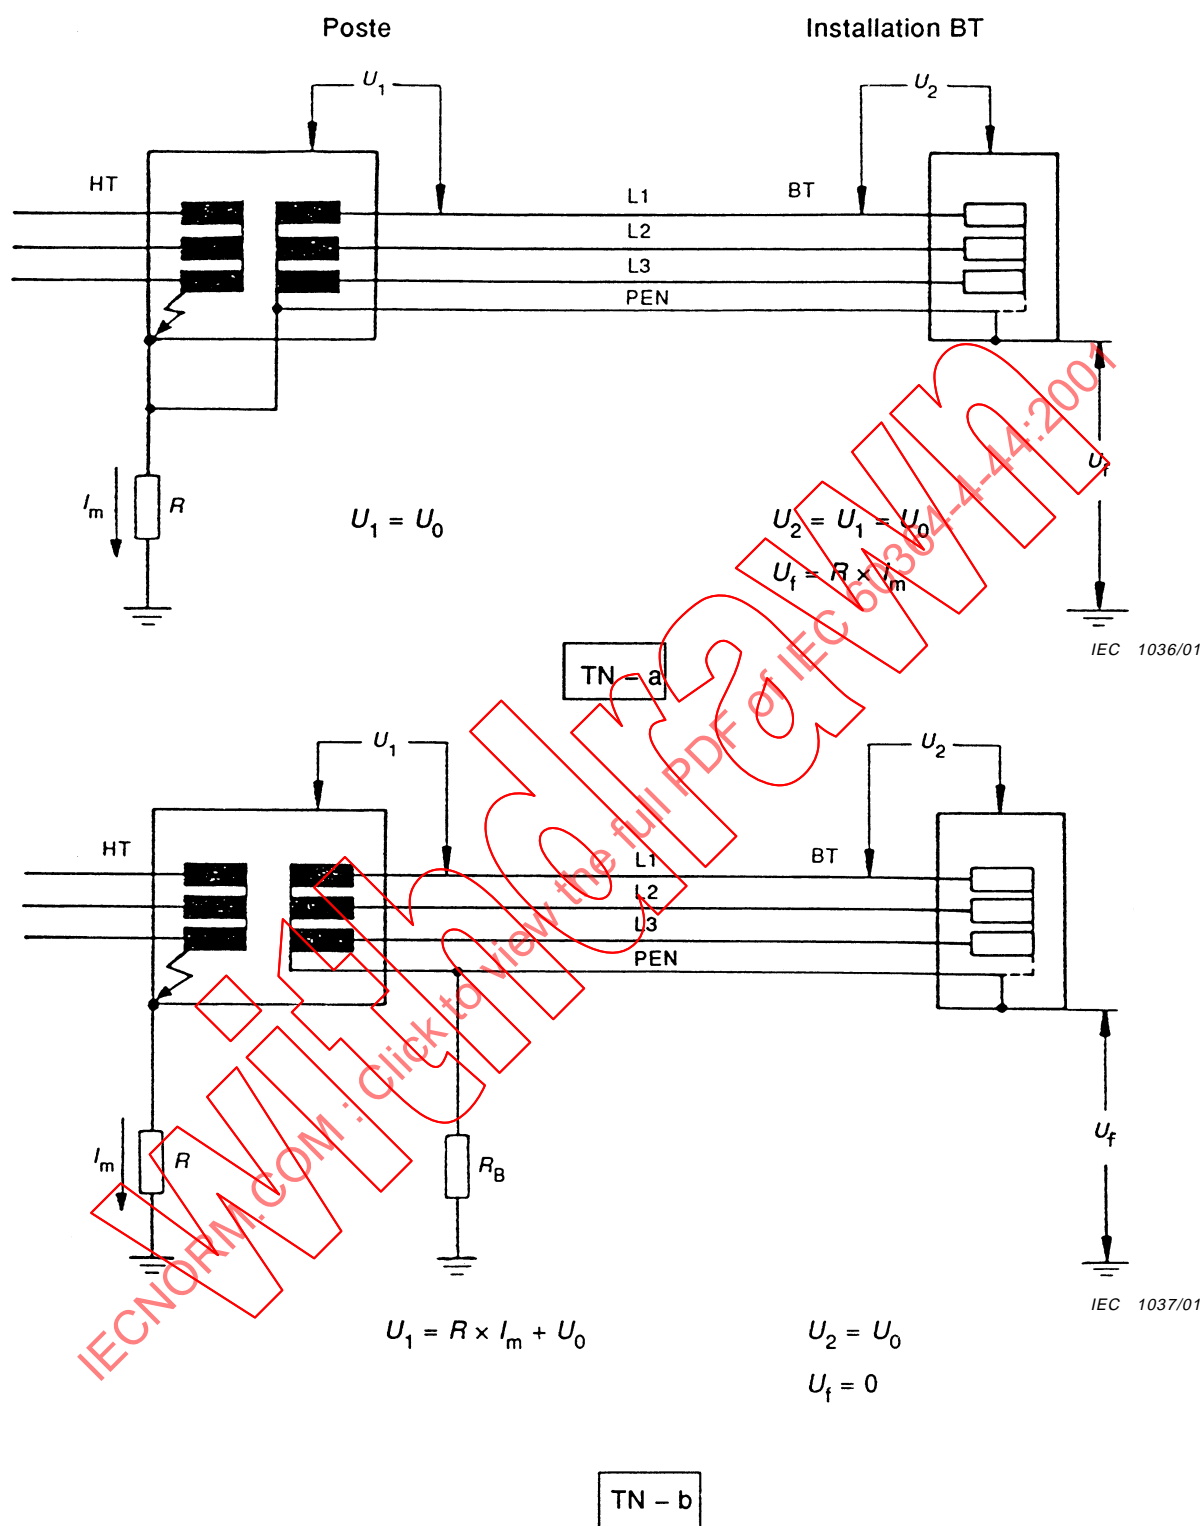 Poste
Installation BT
U1
U2
HT
L1
BT
L2
L3
PEN
Uf
Im
R
U1 = U0
U2 = U1 = U0
Uf = R × Im
IEC 1036/01
TN – a
U1
U2
HT
L1
BT
L2
L3
PEN
Im
R
RB
Uf
IEC 1037/01
U1 = R × Im + U0
U2 = U0
Uf = 0
TN – b
Withdrawn
IECNORM.COM : Click to view the full PDF of IEC 60364-4-44:2001